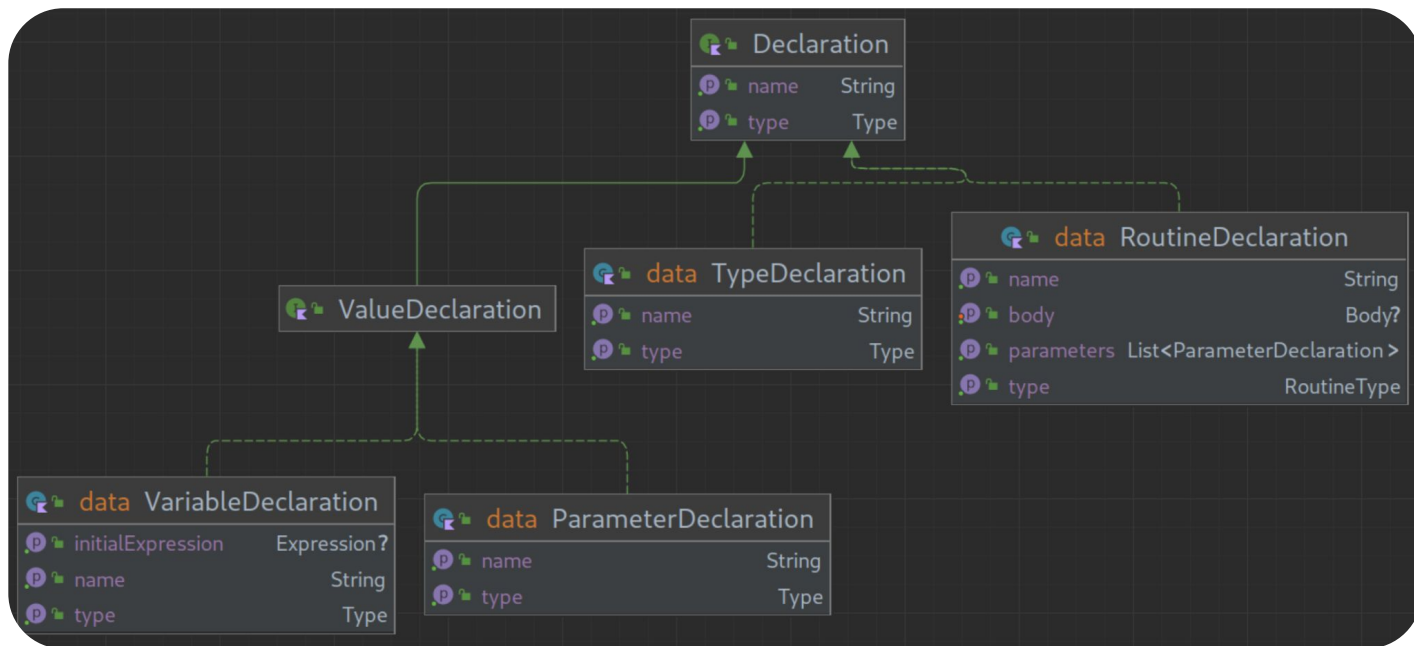 Declaration
name String
type Type
ValueDeclaration
data TypeDeclaration
name String
type Type
data RoutineDeclaration
name String
body Body?
parameters List<ParameterDeclaration>
type RoutineType
data VariableDeclaration
initialExpression Expression?
name String
type Type
data ParameterDeclaration
name String
type Type